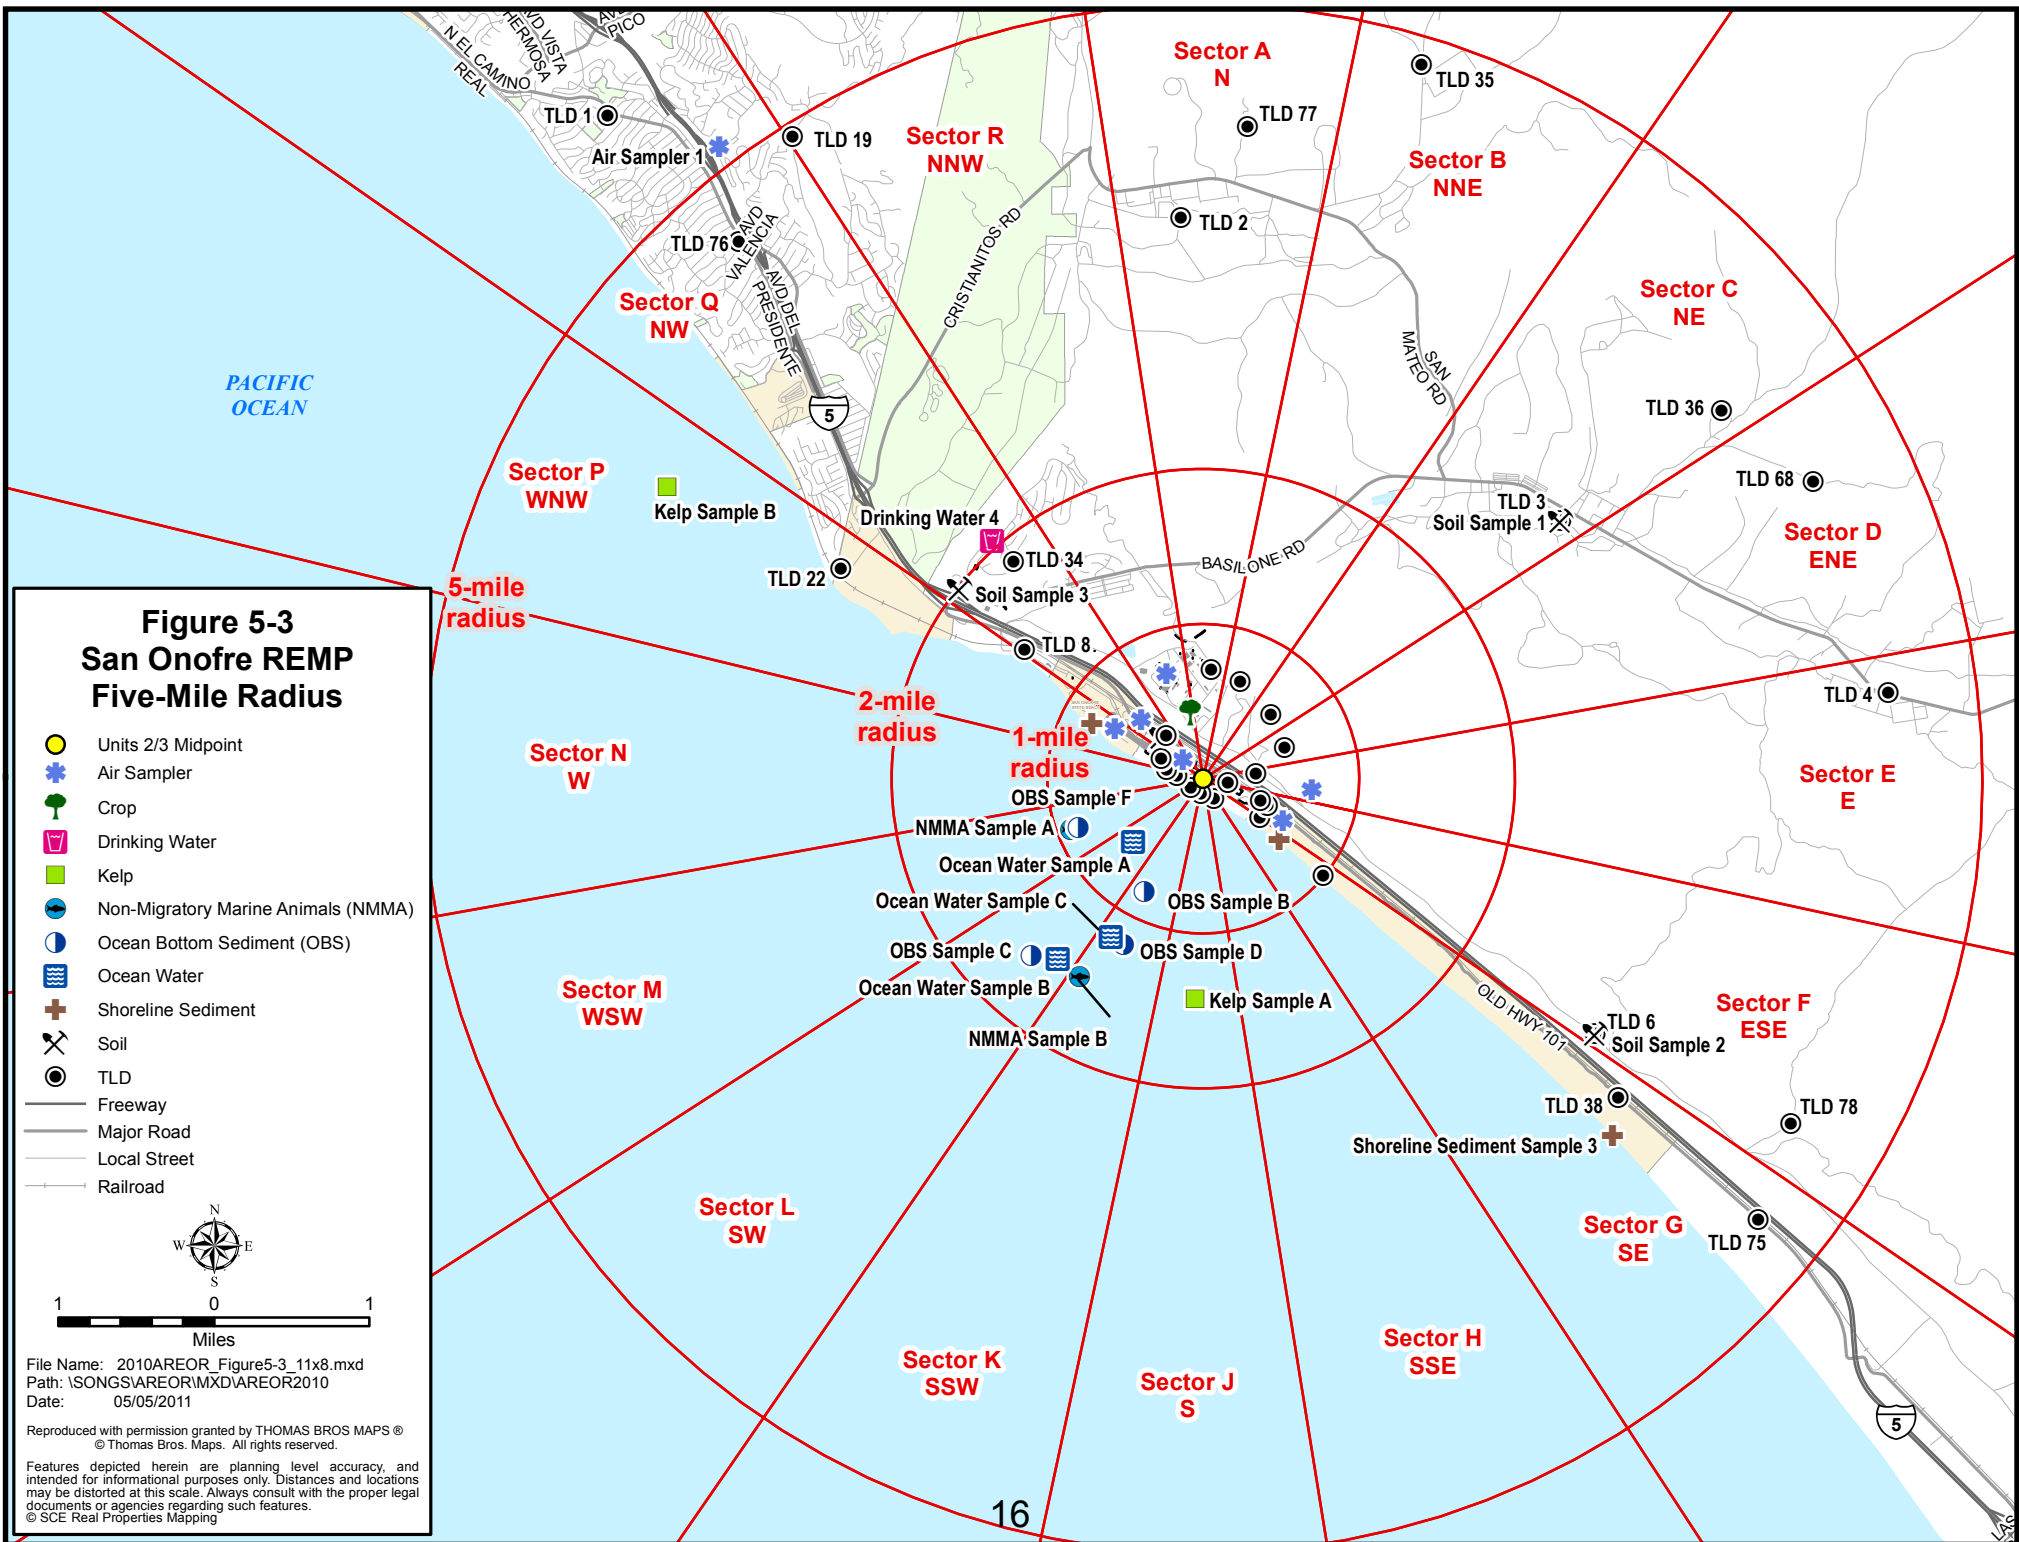 AVD VISTA
HERMOSA
PICO
N EL CAMINO
REAL
TLD 1
Air Sampler 1
TLD 19
TLD 76
AVD
VALENCIA
AVD DEL
PRESIDENTE
5
Sector A
N
TLD 35
TLD 77
Sector R
NNW
Sector B
NNE
TLD 2
CRISTIANITOS RD
Sector C
NE
Sector Q
NW
SAN
MATEO RD
PACIFIC
OCEAN
TLD 36
Sector P
WNW
Kelp Sample B
Drinking Water 4
TLD 68
TLD 3
Soil Sample 1
Sector D
ENE
TLD 34
BASILONE RD
TLD 22
Soil Sample 3
5-mile
radius
TLD 8
TLD 4
2-mile
radius
1-mile
radius
Sector N
W
Sector E
E
OBS Sample F
NMMA Sample A
Ocean Water Sample A
Ocean Water Sample C
OBS Sample B
OBS Sample C
OBS Sample D
Ocean Water Sample B
Kelp Sample A
NMMA Sample B
Sector M
WSW
OLD HWY 101
Sector F
ESE
TLD 6
Soil Sample 2
TLD 38
TLD 78
Shoreline Sediment Sample 3
Sector L
SW
Sector G
SE
TLD 75
Sector K
SSW
Sector J
S
Sector H
SSE
5
16
Figure 5-3
San Onofre REMP
Five-Mile Radius
Units 2/3 Midpoint
Air Sampler
Crop
Drinking Water
Kelp
Non-Migratory Marine Animals (NMMA)
Ocean Bottom Sediment (OBS)
Ocean Water
Shoreline Sediment
Soil
TLD
Freeway
Major Road
Local Street
Railroad
N
W E
S
1 0 1
Miles
File Name: 2010AREOR_Figure5-3_11x8.mxd
Path: \SONGS\AREOR\MXD\AREOR2010
Date: 05/05/2011
Reproduced with permission granted by THOMAS BROS MAPS ®
© Thomas Bros. Maps. All rights reserved.
Features depicted herein are planning level accuracy, and
intended for informational purposes only. Distances and locations
may be distorted at this scale. Always consult with the proper legal
documents or agencies regarding such features.
© SCE Real Properties Mapping